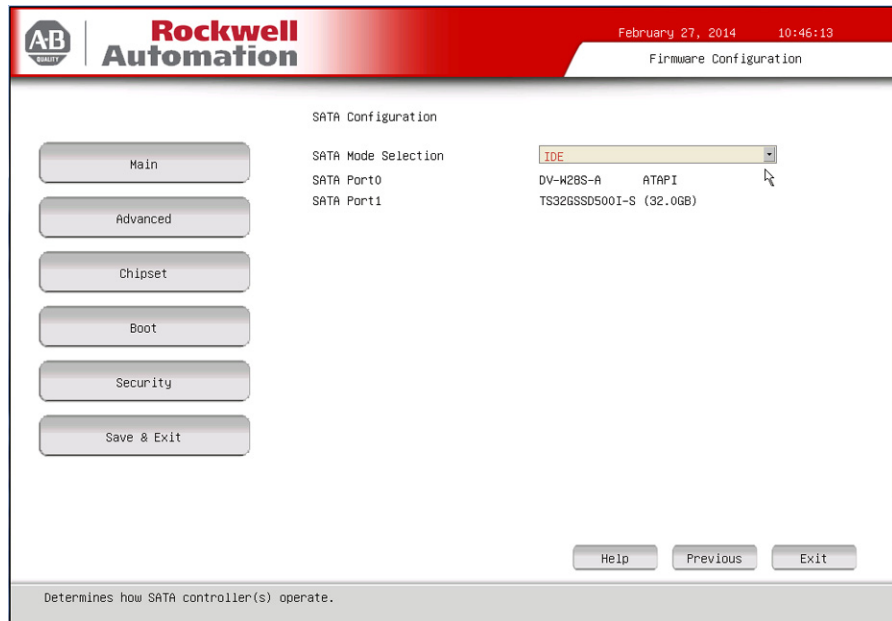 A-B
QUALITY
Rockwell
Automation
February 27, 2014 10:46:13
Firmware Configuration
SATA Configuration
Main
Advanced
Chipset
Boot
Security
Save & Exit
SATA Mode Selection IDE
SATA Port0 DV-W28S-A ATAPI
SATA Port1 TS32GSSD500I-S (32.0GB)
Help Previous Exit
Determines how SATA controller(s) operate.